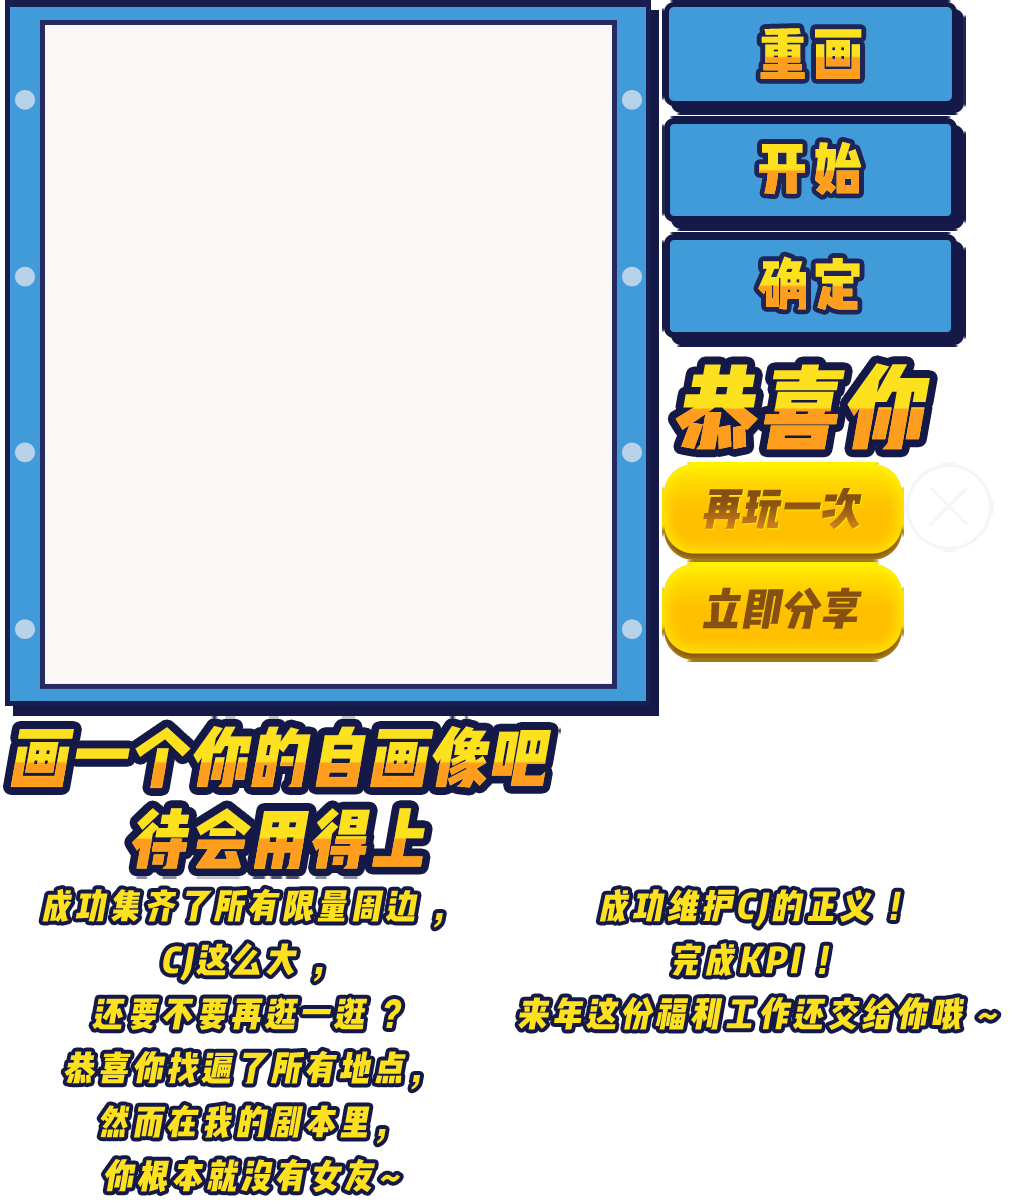 重画
开始
确定
恭喜你
再玩一次
立即分享
画一个你的自画像吧
待会用得上
成功集齐了所有限量周边，
CJ这么大，
还要不要再逛一逛？
恭喜你找遍了所有地点，
然而在我的剧本里，
你根本就沒有女友~
成功维护CJ的正义！
完成KPI！
来年这份福利工作还交给你哦~